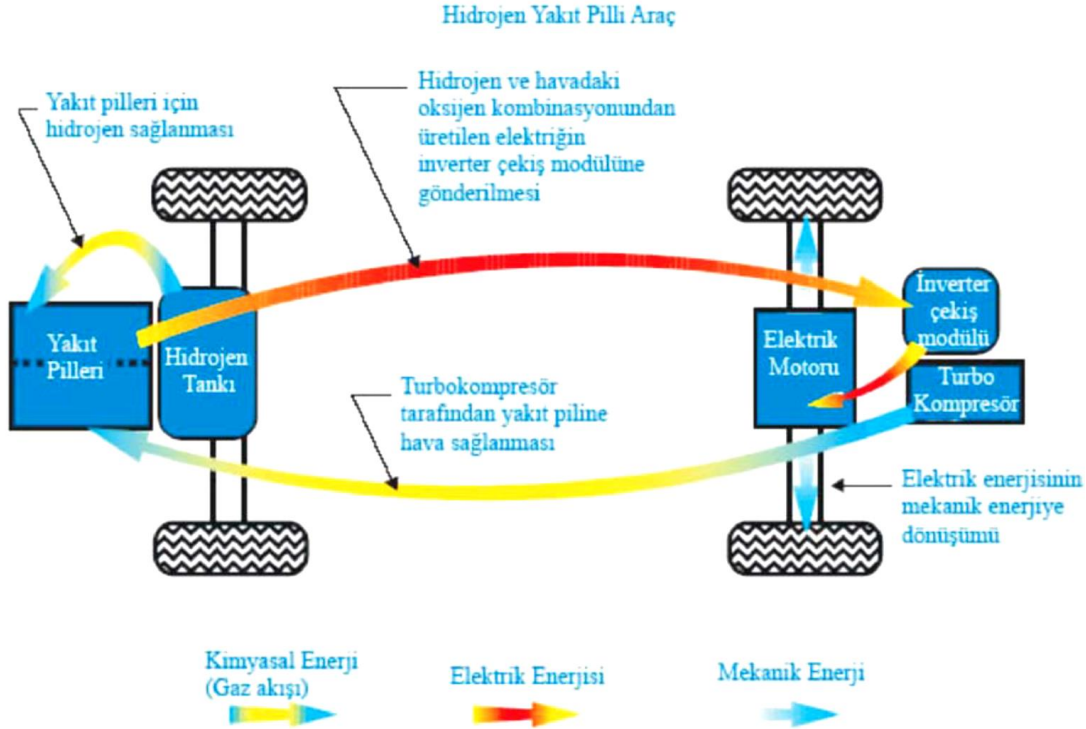 Hidrojen Yakıt Pilli Araç
Yakıt pilleri için
hidrojen sağlanması
Hidrojen ve havadaki
oksijen kombinasyonundan
üretilen elektriğin
inverter çekiş modülüne
gönderilmesi
Yakıt
Pilleri
Hidrojen
Tankı
Elektrik
Motoru
İnverter
çekiş
modülü
Turbo
Kompresör
Turbokompresör
tarafından yakıt piline
hava sağlanması
Elektrik enerjisinin
mekanik enerjiye
dönüşümü
Kimyasal Enerji
(Gaz akışı)
Elektrik Enerjisi
Mekanik Enerji